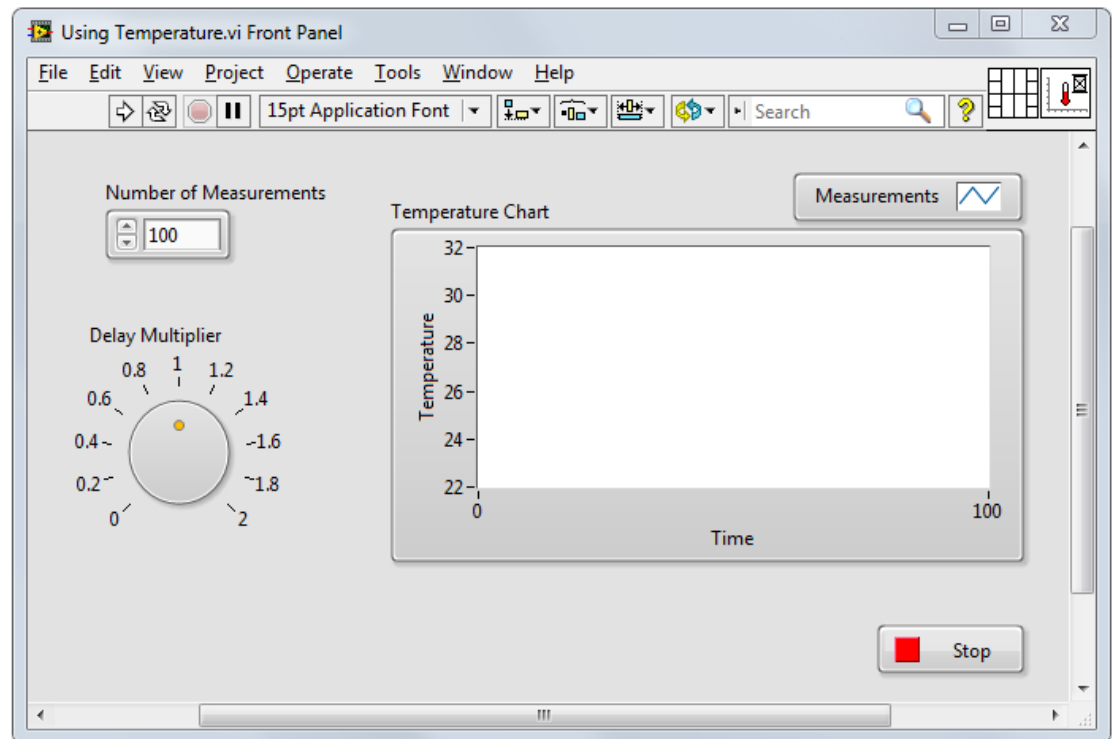 Using Temperature.vi Front Panel
File Edit View Project Operate Tools Window Help
15pt Application Font Search ?
Number of Measurements
100
Measurements
Temperature Chart
Temperature
32
30
28
26
24
22
0 100
Time
Delay Multiplier
0 0.2 0.4 0.6 0.8 1 1.2 1.4 1.6 1.8 2
Stop